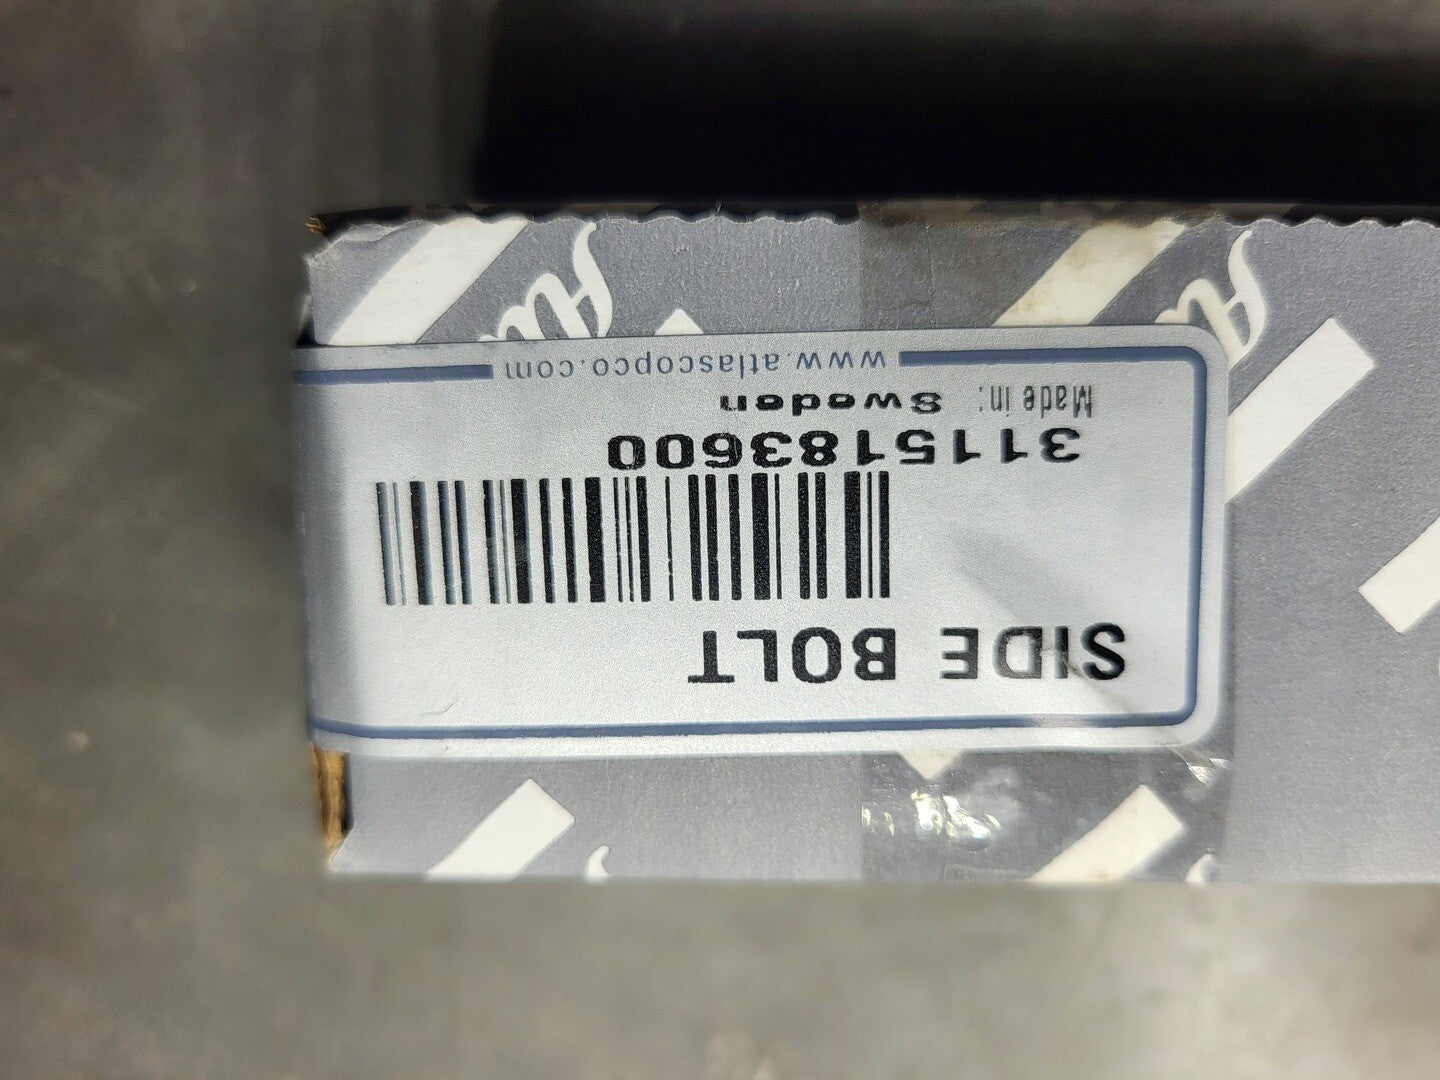 SIDE BOLT
3115183600
Made in: Sweden
www.atlascopco.com